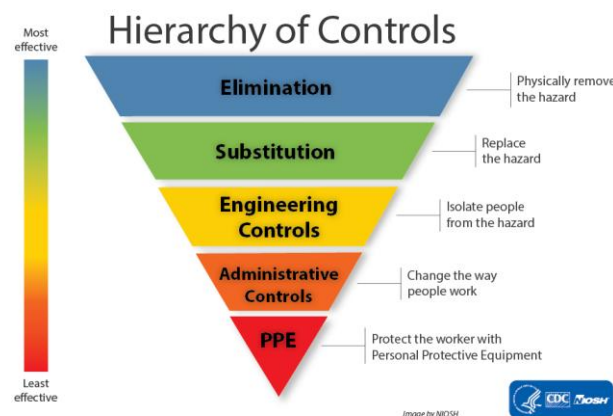 Hierarchy of Controls
Most
effective
Elimination
Physically remove
the hazard
Substitution
Replace
the hazard
Engineering
Controls
Isolate people
from the hazard
Administrative
Controls
Change the way
people work
PPE
Protect the worker with
Personal Protective Equipment
Least
effective
CDC NIOSH
Image by NIOSH